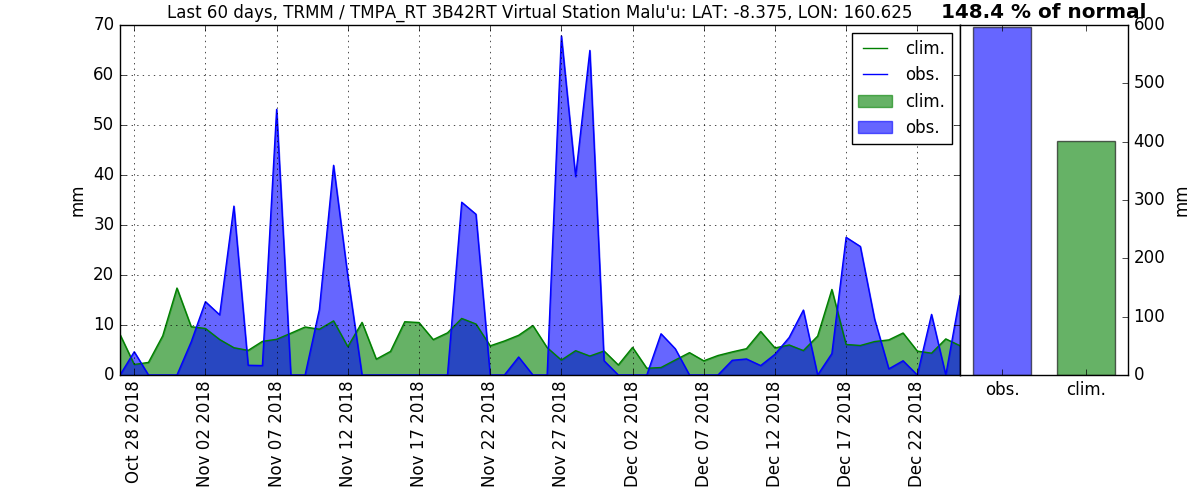 Last 60 days, TRMM / TMPA_RT 3B42RT Virtual Station Malu'u: LAT: -8.375, LON: 160.625
148.4 % of normal
70
60
50
40
30
20
10
0
mm
clim.
obs.
clim.
obs.
Oct 28 2018
Nov 02 2018
Nov 07 2018
Nov 12 2018
Nov 17 2018
Nov 22 2018
Nov 27 2018
Dec 02 2018
Dec 07 2018
Dec 12 2018
Dec 17 2018
Dec 22 2018
600
500
400
300
200
100
0
mm
obs.
clim.